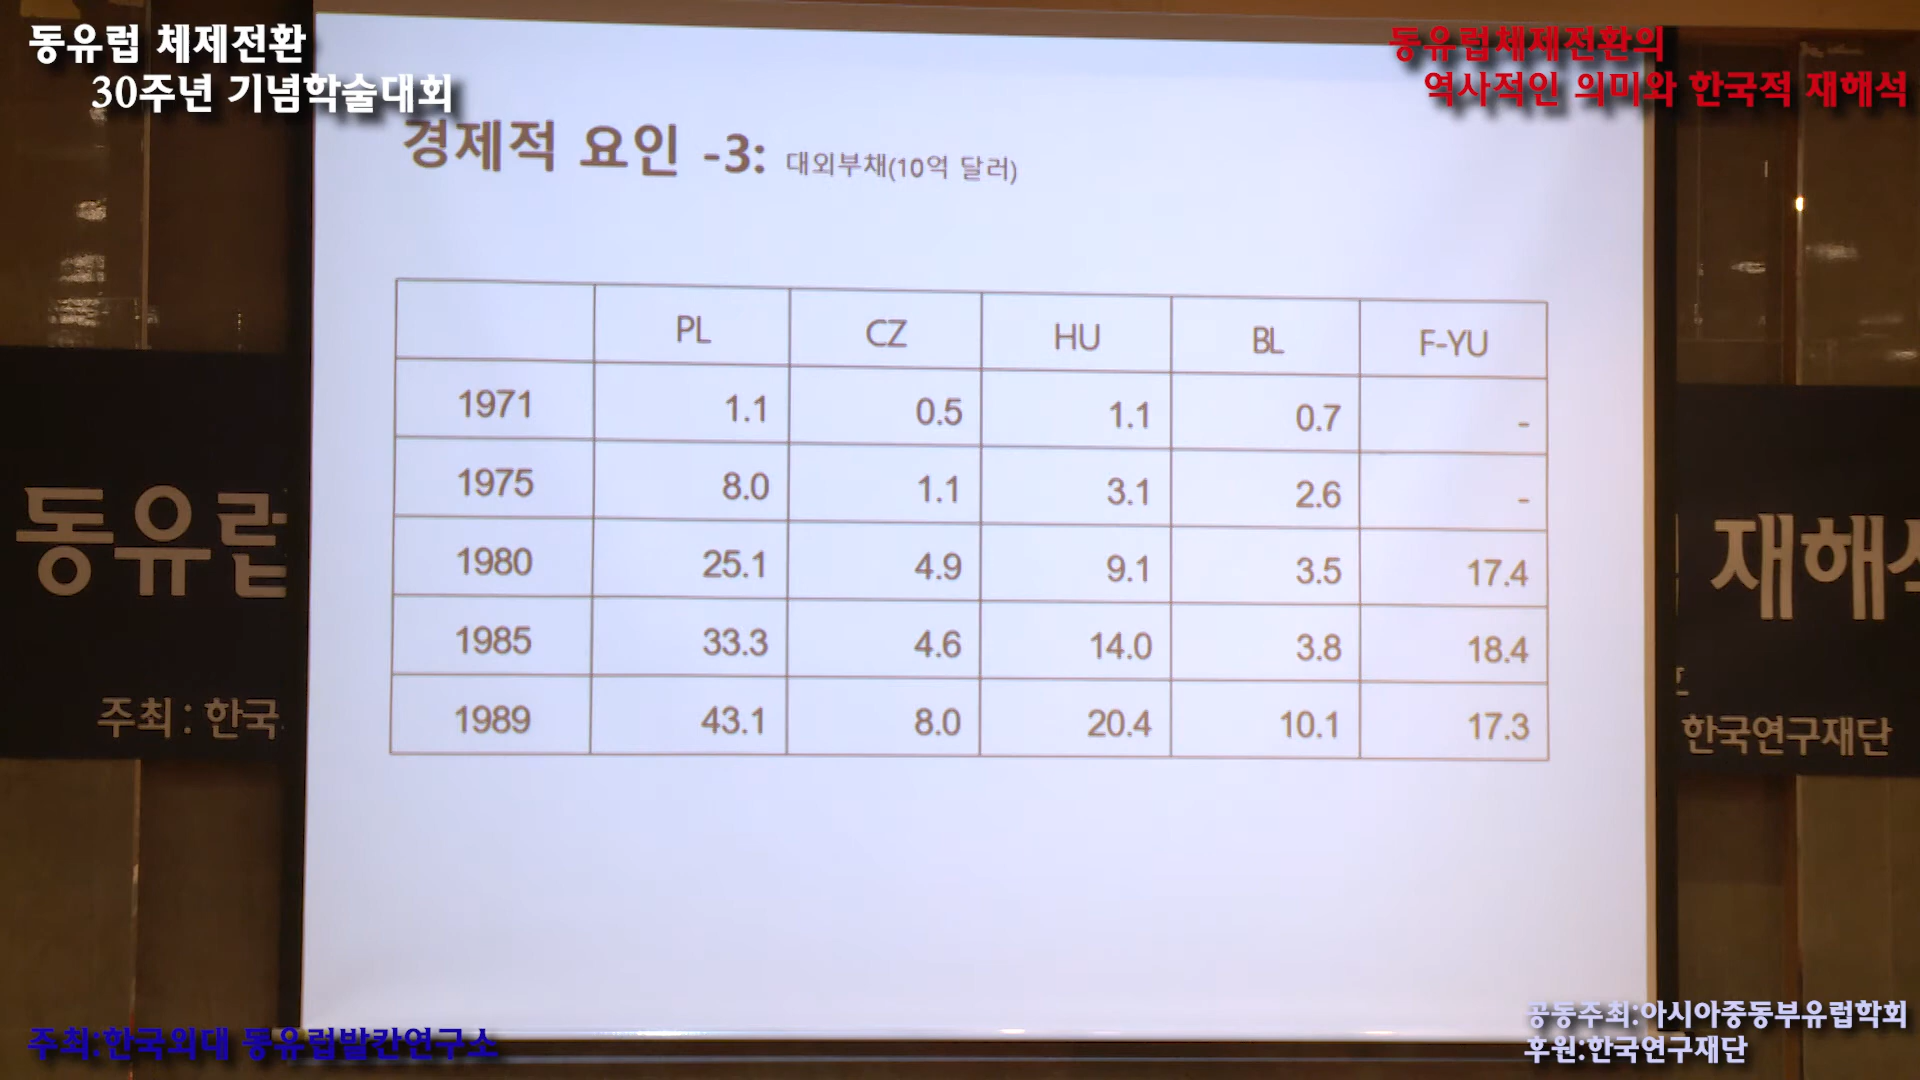 동유럽 체제전환
30주년 기념학술대회
동유럽체제전환의
역사적인 의미와 한국적 재해석
경제적 요인 -3: 대외부채(10억 달러)
PL CZ HU BL F-YU
1971 1.1 0.5 1.1 0.7 -
1975 8.0 1.1 3.1 2.6 -
1980 25.1 4.9 9.1 3.5 17.4
1985 33.3 4.6 14.0 3.8 18.4
1989 43.1 8.0 20.4 10.1 17.3
동유럽
재해석
주최 : 한국
한국연구재단
주최:한국외대 동유럽발칸연구소
공동주최:아시아중동부유럽학회
후원:한국연구재단